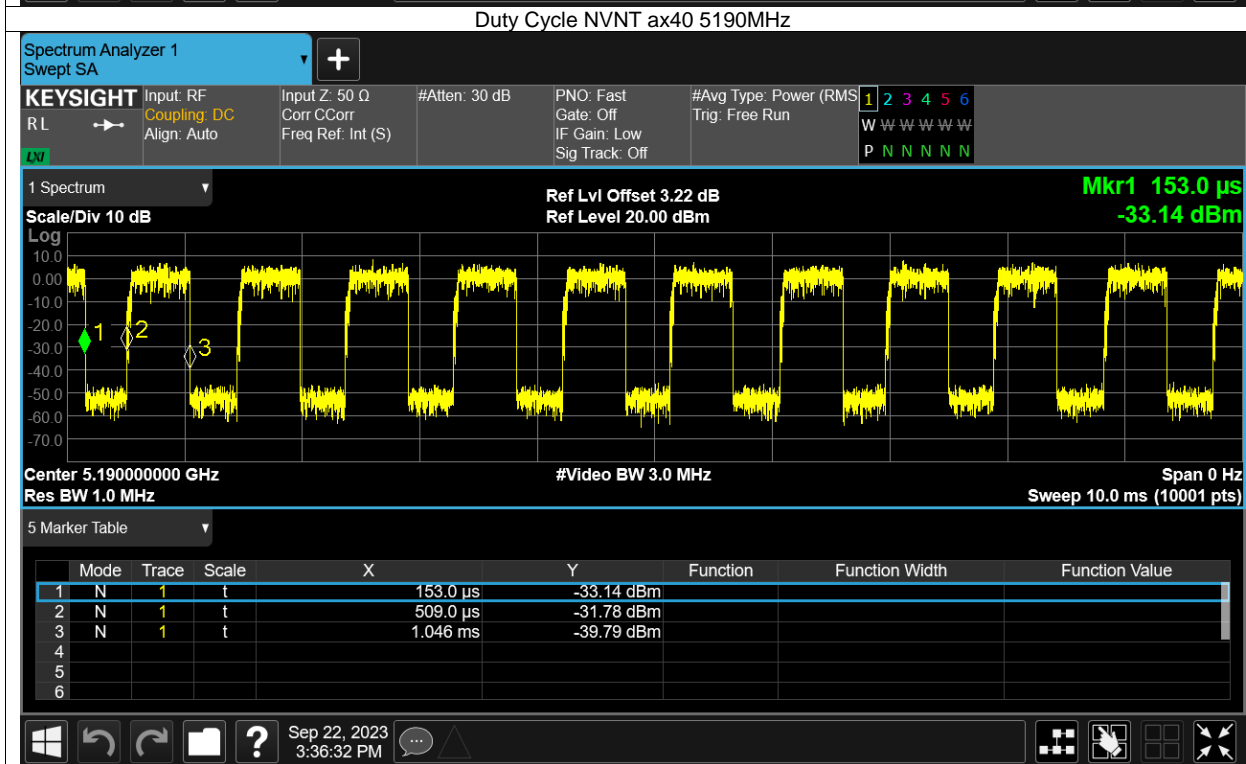 Duty Cycle NVNT ax40 5190MHz
Spectrum Analyzer 1
Swept SA
KEYSIGHT
RL
LXI
Input: RF
Coupling: DC
Align: Auto
Input Z: 50 Ω
Corr CCorr
Freq Ref: Int (S)
#Atten: 30 dB
PNO: Fast
Gate: Off
IF Gain: Low
Sig Track: Off
#Avg Type: Power (RMS
Trig: Free Run
1 2 3 4 5 6
W W W W W W
P N N N N N
1 Spectrum
Scale/Div 10 dB
Ref Lvl Offset 3.22 dB
Ref Level 20.00 dBm
Mkr1 153.0 µs
-33.14 dBm
Log
10.0
0.00
-10.0
-20.0
-30.0
-40.0
-50.0
-60.0
-70.0
1
2
3
Center 5.190000000 GHz
#Video BW 3.0 MHz
Span 0 Hz
Res BW 1.0 MHz
Sweep 10.0 ms (10001 pts)
5 Marker Table
Mode Trace Scale X Y Function Function Width Function Value
1 N 1 t 153.0 µs -33.14 dBm
2 N 1 t 509.0 µs -31.78 dBm
3 N 1 t 1.046 ms -39.79 dBm
4
5
6
?
Sep 22, 2023
3:36:32 PM